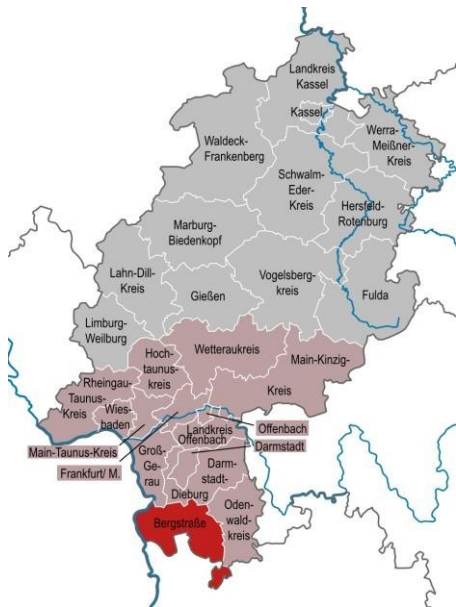 Landkreis
Kassel
Kassel
Waldeck-
Frankenberg
Werra-
Meißner-
Kreis
Schwalm-
Eder-
Kreis
Hersfeld-
Rotenburg
Marburg-
Biedenkopf
Lahn-Dill-
Kreis
Gießen
Vogelsberg-
kreis
Fulda
Limburg-
Weilburg
Hoch-
taunus-
kreis
Wetteraukreis
Main-Kinzig-
Kreis
Rheingau-
Taunus-
Kreis
Wies-
baden
Main-Taunus-Kreis
Frankfurt/ M.
Landkreis
Offenbach
Offenbach
Darmstadt
Groß-
Gerau
Darm-
stadt-
Dieburg
Oden-
wald-
kreis
Bergstraße